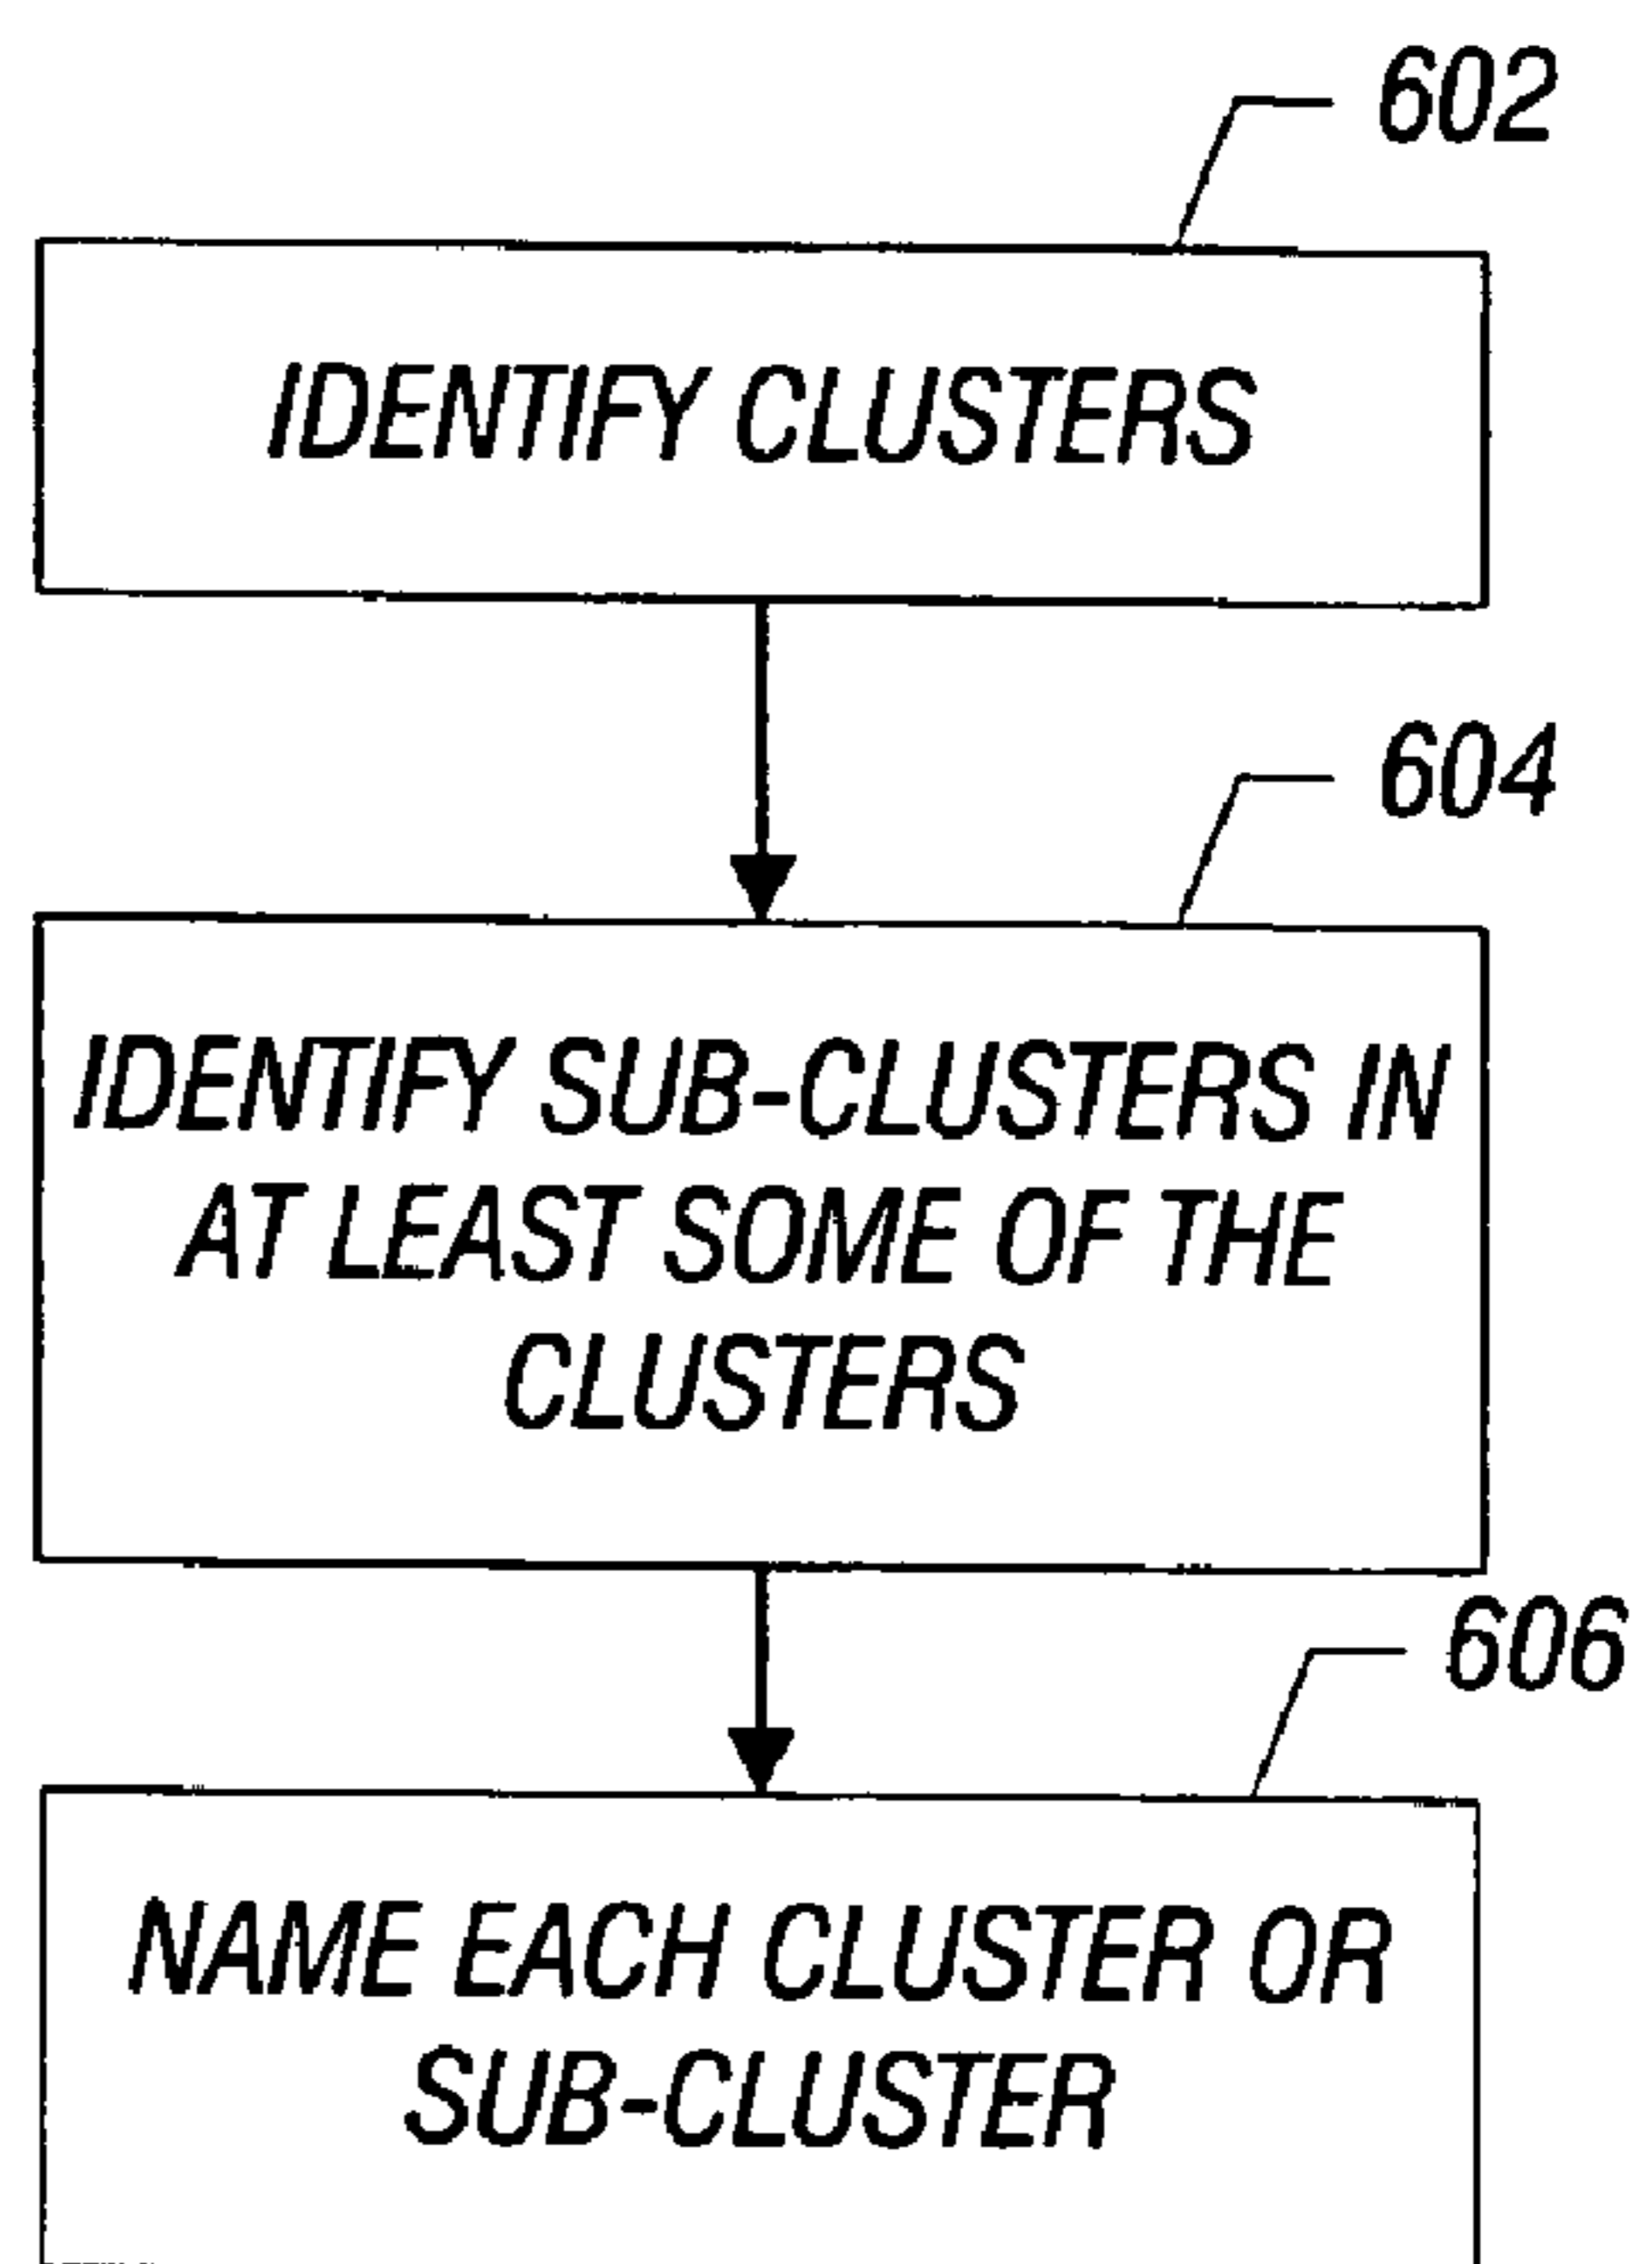 602
IDENTIFY CLUSTERS
604
IDENTIFY SUB-CLUSTERS IN
AT LEAST SOME OF THE
CLUSTERS
606
NAME EACH CLUSTER OR
SUB-CLUSTER